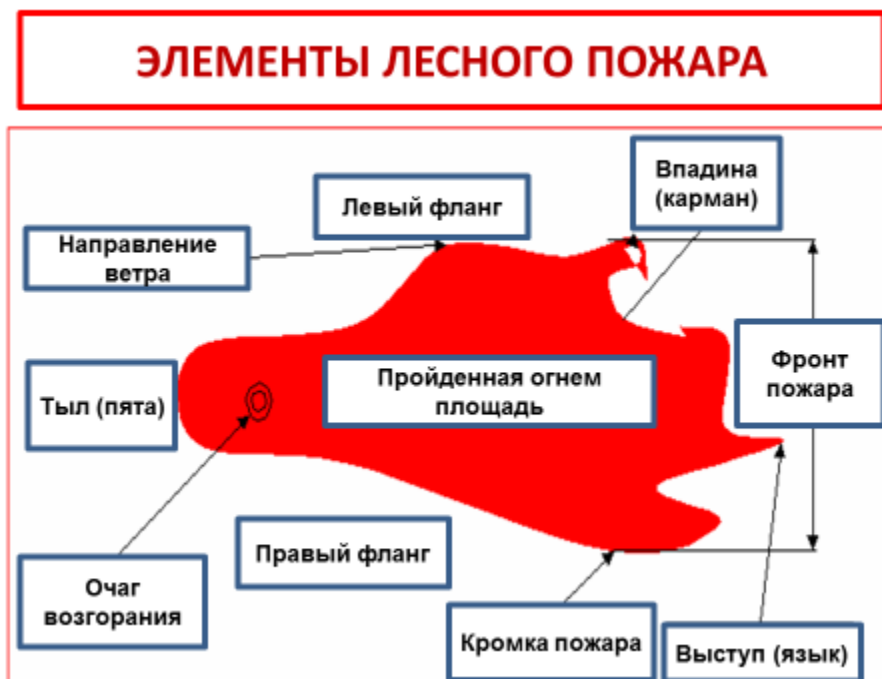 ЭЛЕМЕНТЫ ЛЕСНОГО ПОЖАРА
Впадина
(карман)
Левый фланг
Направление
ветра
Фронт
пожара
Пройденная огнем
площадь
Тыл (пята)
Правый фланг
Очаг
возгорания
Кромка пожара
Выступ (язык)